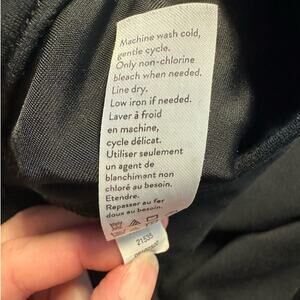 Machine wash cold,
gentle cycle.
Only non-chlorine
bleach when needed.
Line dry.
Low iron if needed.
Laver à froid
en machine,
cycle délicat.
Utiliser seulement
un agent de
blanchiment non
chloré au besoin.
Etendre.
Repasser au fer
doux au besoin.
21535